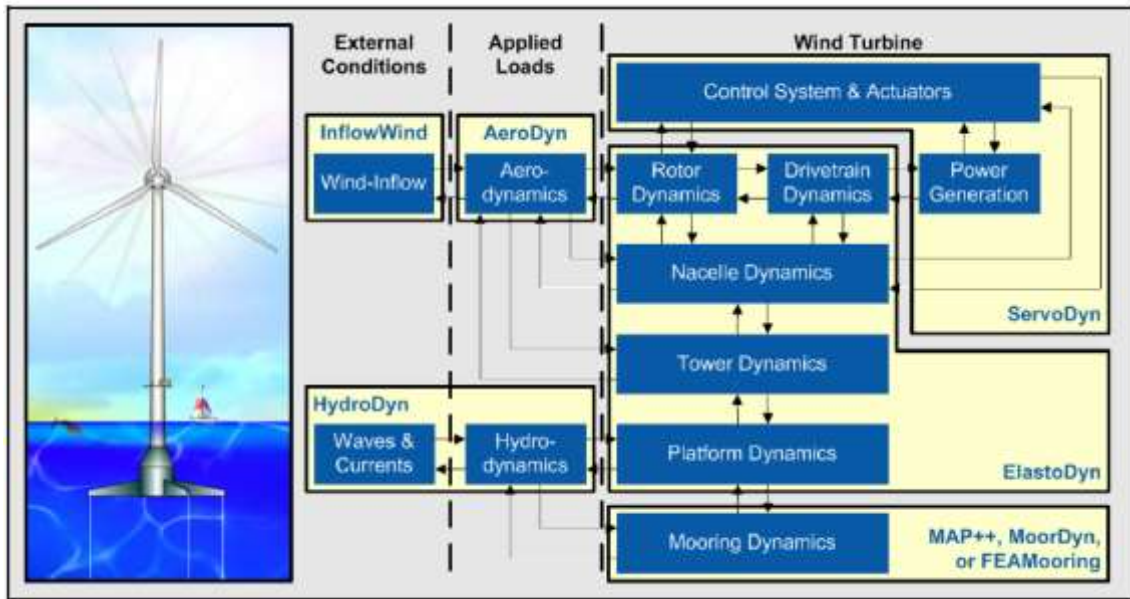 External
Conditions
Applied
Loads
Wind Turbine
Control System & Actuators
InflowWind
AeroDyn
Wind-Inflow
Aero-
dynamics
Rotor
Dynamics
Drivetrain
Dynamics
Power
Generation
Nacelle Dynamics
ServoDyn
Tower Dynamics
HydroDyn
Waves &
Currents
Hydro-
dynamics
Platform Dynamics
ElastoDyn
Mooring Dynamics
MAP++, MoorDyn,
or FEAMooring